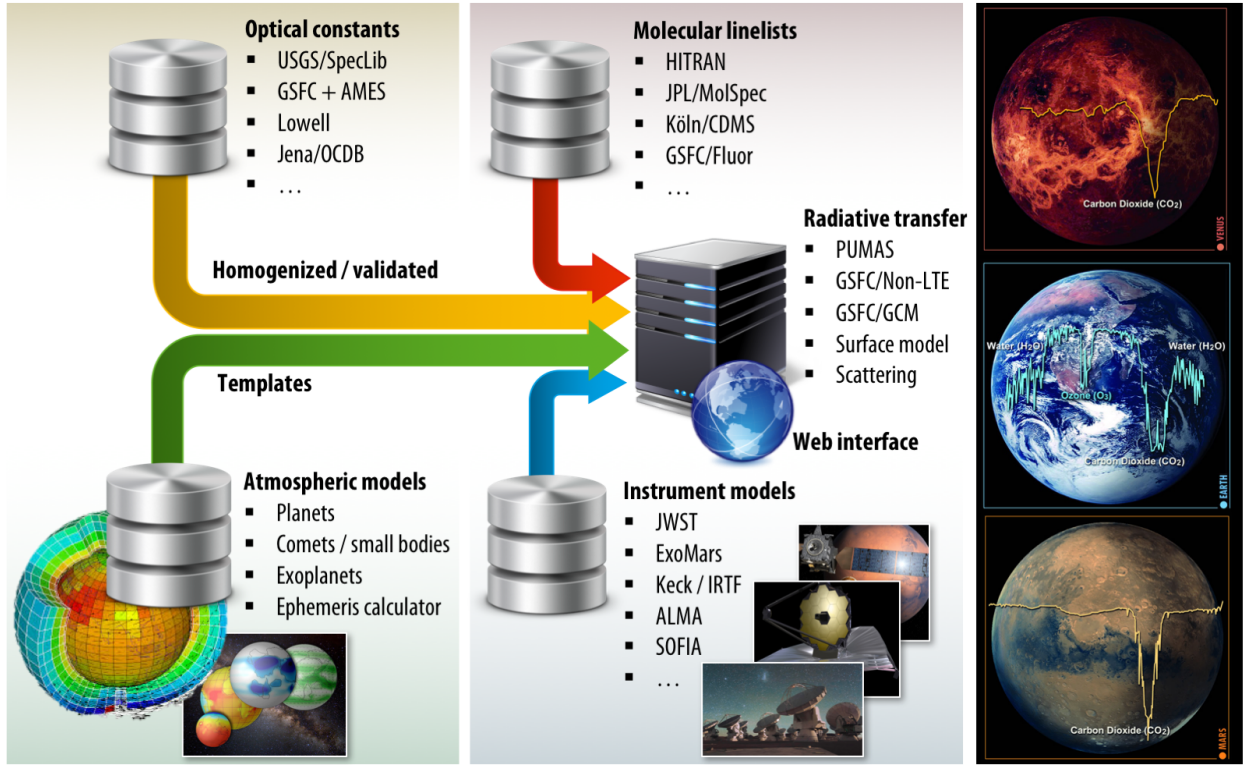 Optical constants
▪ USGS/SpecLib
▪ GSFC + AMES
▪ Lowell
▪ Jena/OCDB
▪ ...
Molecular linelists
▪ HITRAN
▪ JPL/MolSpec
▪ Köln/CDMS
▪ GSFC/Fluor
▪ ...
Homogenized / validated
Templates
Radiative transfer
▪ PUMAS
▪ GSFC/Non-LTE
▪ GSFC/GCM
▪ Surface model
▪ Scattering
Web interface
Atmospheric models
▪ Planets
▪ Comets / small bodies
▪ Exoplanets
▪ Ephemeris calculator
Instrument models
▪ JWST
▪ ExoMars
▪ Keck / IRTF
▪ ALMA
▪ SOFIA
▪ ...
Carbon Dioxide (CO₂)
VENUS
Water (H₂O)
Water (H₂O)
Ozone (O₃)
Carbon Dioxide (CO₂)
EARTH
Carbon Dioxide (CO₂)
MARS